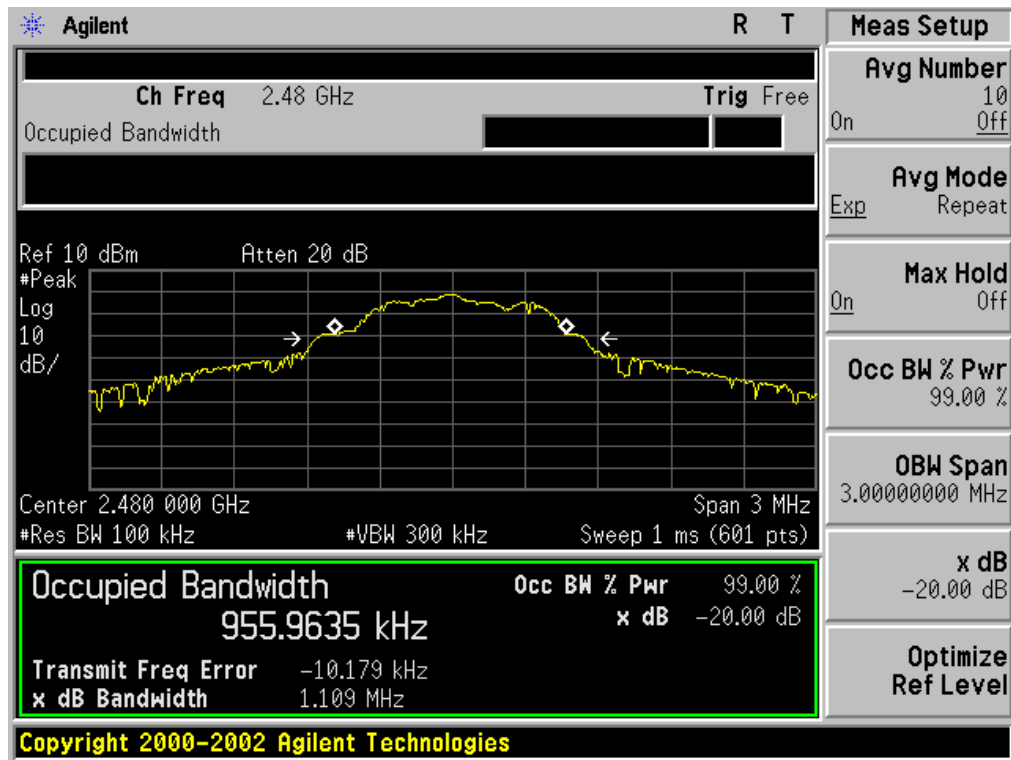 Agilent R T
Ch Freq 2.48 GHz Trig Free
Occupied Bandwidth
Ref 10 dBm Atten 20 dB
#Peak
Log
10
dB/
Center 2.480 000 GHz Span 3 MHz
#Res BW 100 kHz #VBW 300 kHz Sweep 1 ms (601 pts)
Occupied Bandwidth Occ BW % Pwr 99.00 %
955.9635 kHz x dB -20.00 dB
Transmit Freq Error -10.179 kHz
x dB Bandwidth 1.109 MHz
Copyright 2000-2002 Agilent Technologies
Meas Setup
Avg Number
10
On Off
Avg Mode
Exp Repeat
Max Hold
On Off
Occ BW % Pwr
99.00 %
OBW Span
3.00000000 MHz
x dB
-20.00 dB
Optimize
Ref Level